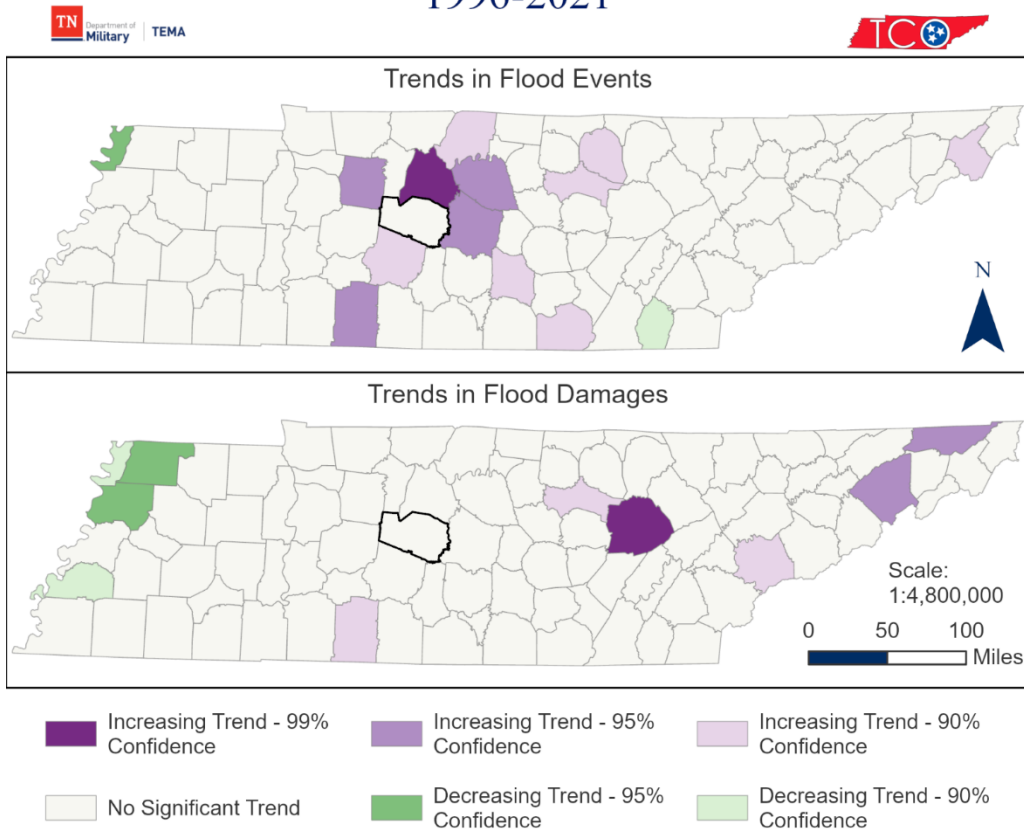 1996-2021
TN
Department of
Military
TEMA
TCO
Trends in Flood Events
N
Trends in Flood Damages
Scale:
1:4,800,000
0 50 100
Miles
Increasing Trend - 99%
Confidence
Increasing Trend - 95%
Confidence
Increasing Trend - 90%
Confidence
No Significant Trend
Decreasing Trend - 95%
Confidence
Decreasing Trend - 90%
Confidence